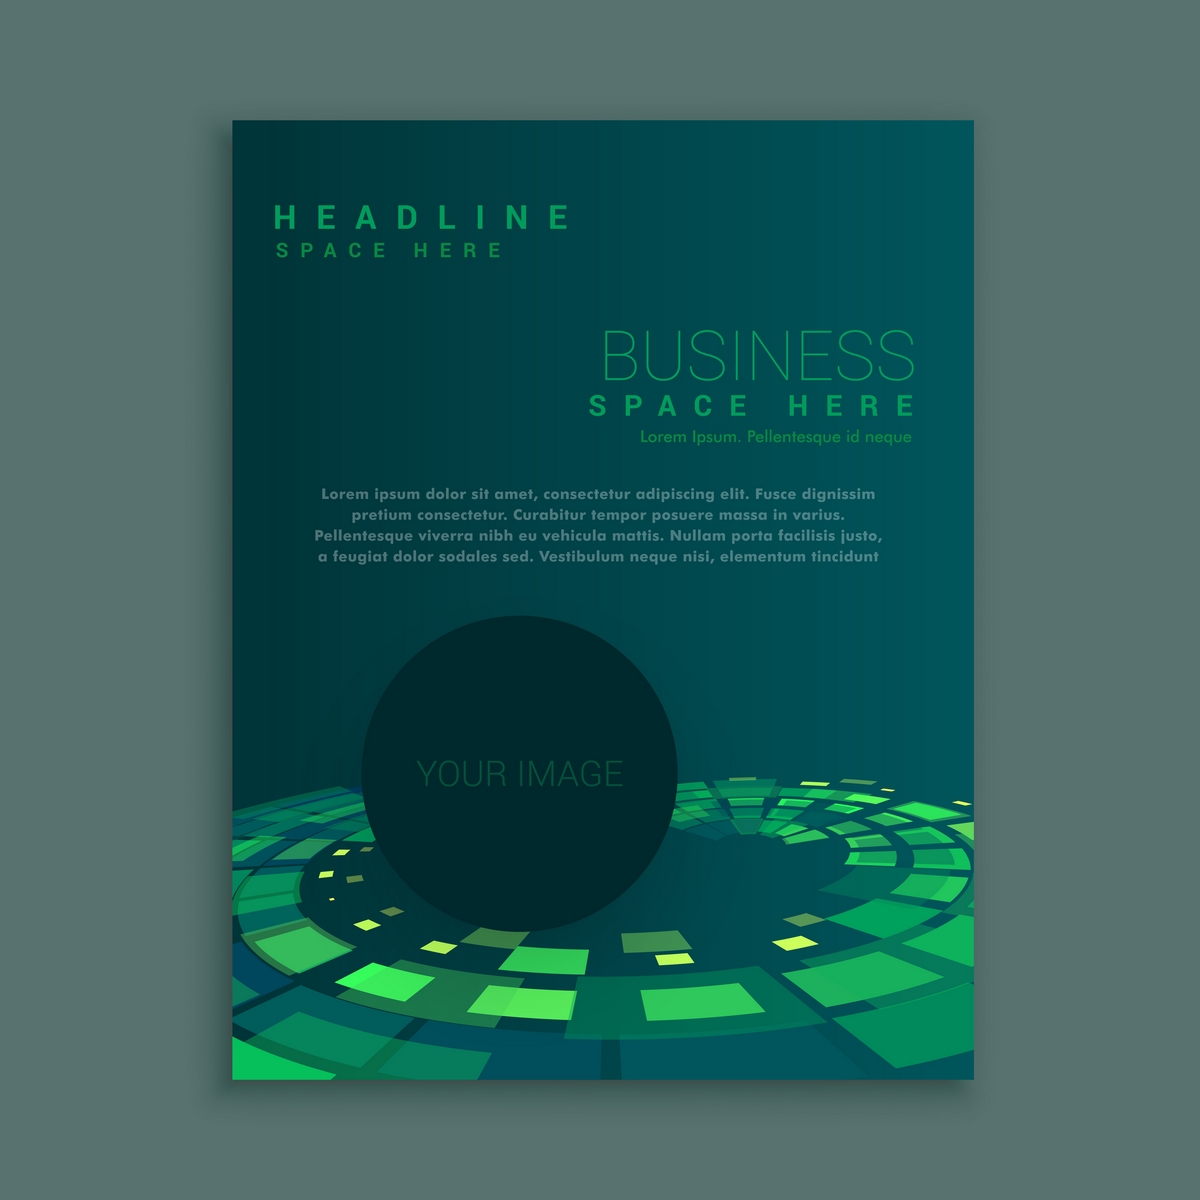 HEADLINE
SPACE HERE
BUSINESS
SPACE HERE
Lorem Ipsum. Pellentesque id neque
Lorem ipsum dolor sit amet, consectetur adipiscing elit. Fusce dignissim
pretium consectetur. Curabitur tempor posuere massa in varius.
Pellentesque viverra nibh eu vehicula mattis. Nullam porta facilisis justo,
a feugiat dolor sodales sed. Vestibulum neque nisi, elementum tincidunt
YOUR IMAGE